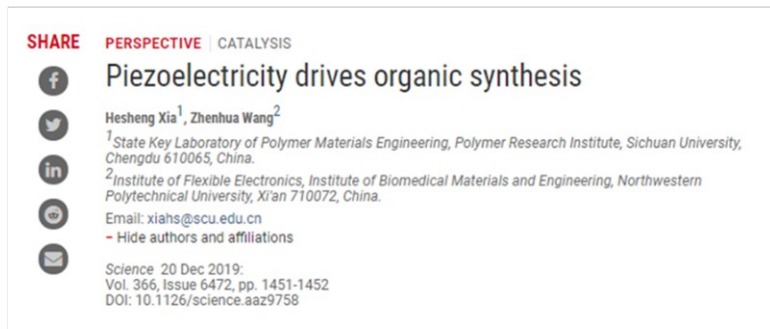 SHARE
PERSPECTIVE | CATALYSIS
Piezoelectricity drives organic synthesis
Hesheng Xia1, Zhenhua Wang2
1State Key Laboratory of Polymer Materials Engineering, Polymer Research Institute, Sichuan University,
Chengdu 610065, China.
2Institute of Flexible Electronics, Institute of Biomedical Materials and Engineering, Northwestern
Polytechnical University, Xi'an 710072, China.
Email: xiahs@scu.edu.cn
– Hide authors and affiliations
Science 20 Dec 2019:
Vol. 366, Issue 6472, pp. 1451-1452
DOI: 10.1126/science.aaz9758